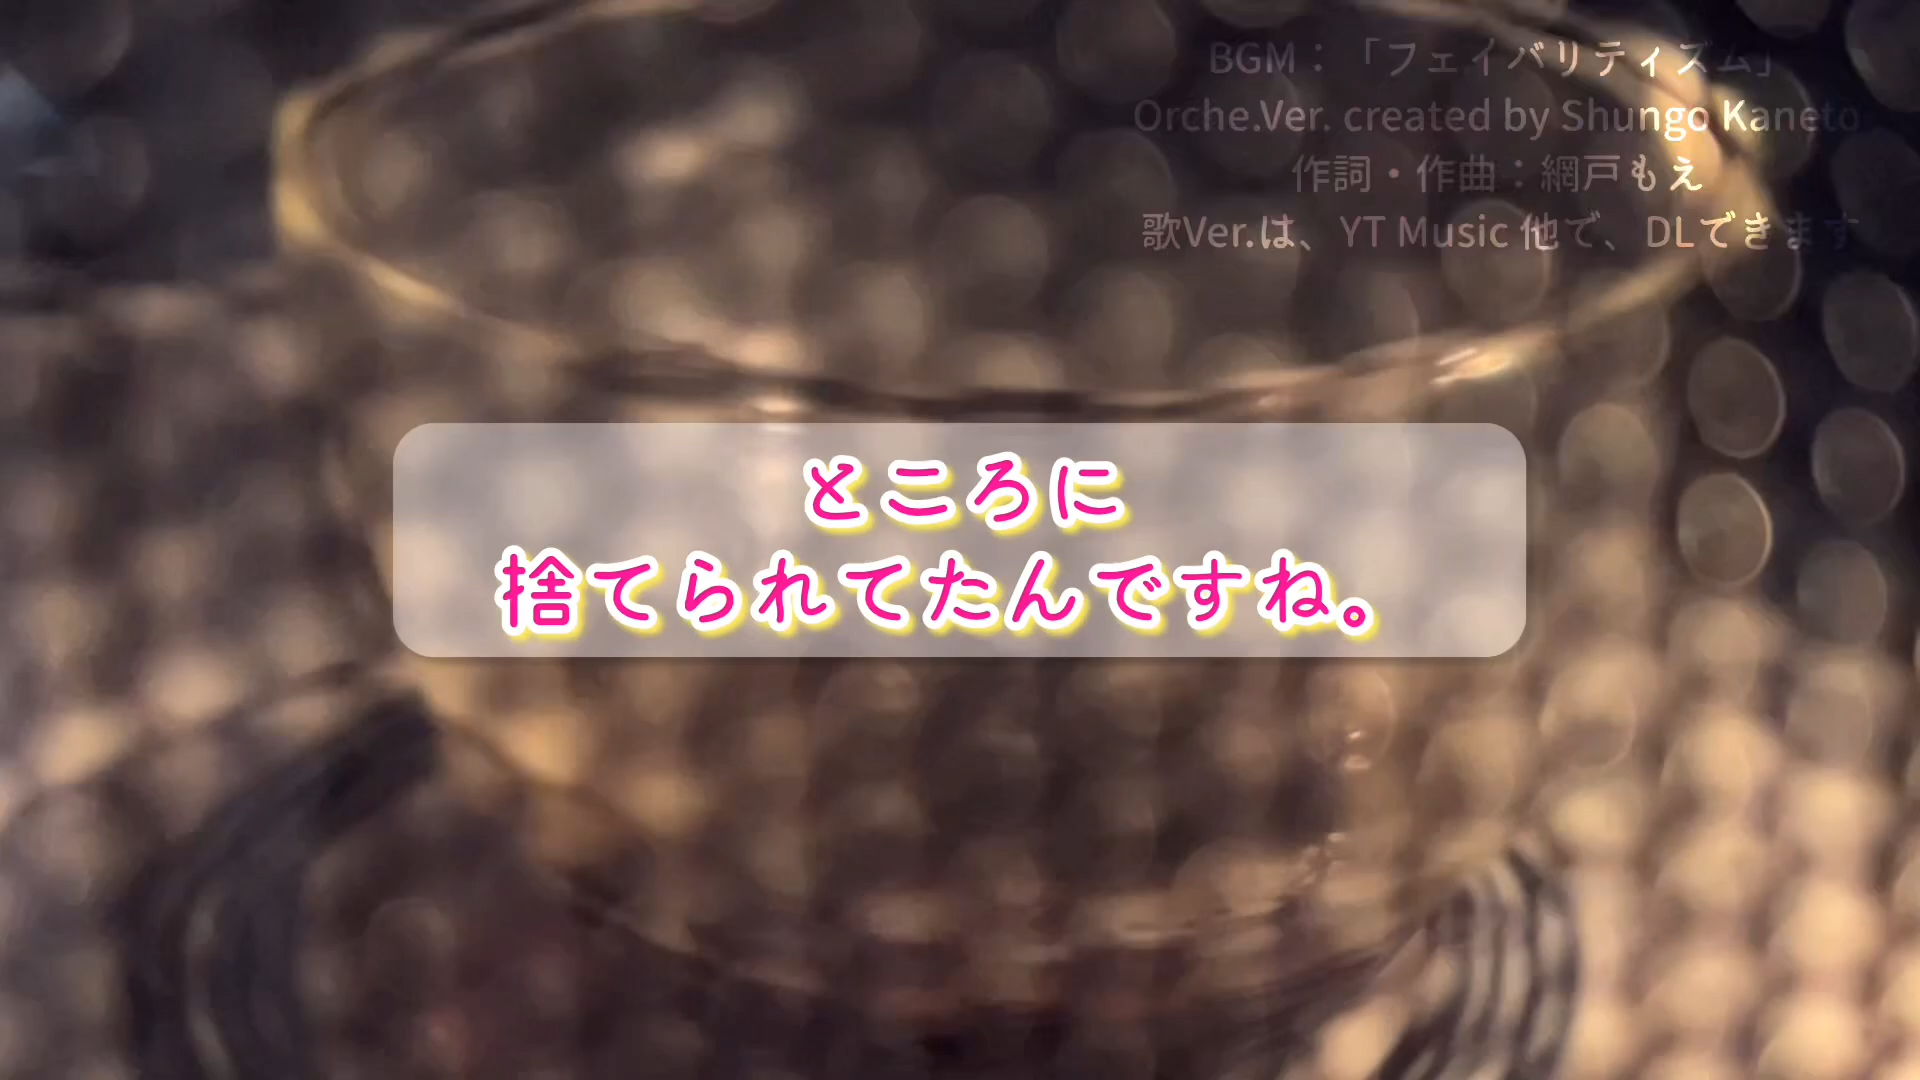 BGM：「フェイバリティズム」
Orche.Ver. created by Shungo Kaneto
作詞・作曲：網戸もえ
歌Ver.は、YT Music 他で、DLできます
ところに
捨てられてたんですね。